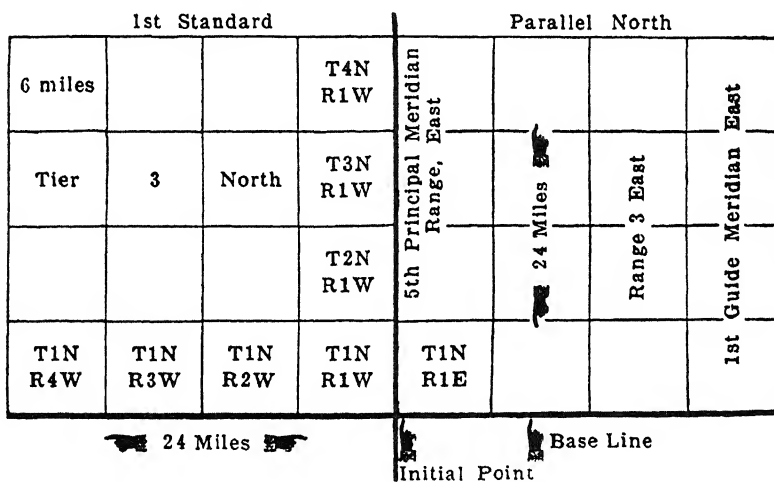 1st Standard Parallel North
6 miles
T4N
R1W
Tier 3 North
T3N
R1W
T2N
R1W
T1N
R4W
T1N
R3W
T1N
R2W
T1N
R1W
T1N
R1E
5th Principal Meridian
Range, East
24 Miles
Range 3 East
1st Guide Meridian East
24 Miles
Base Line
Initial Point